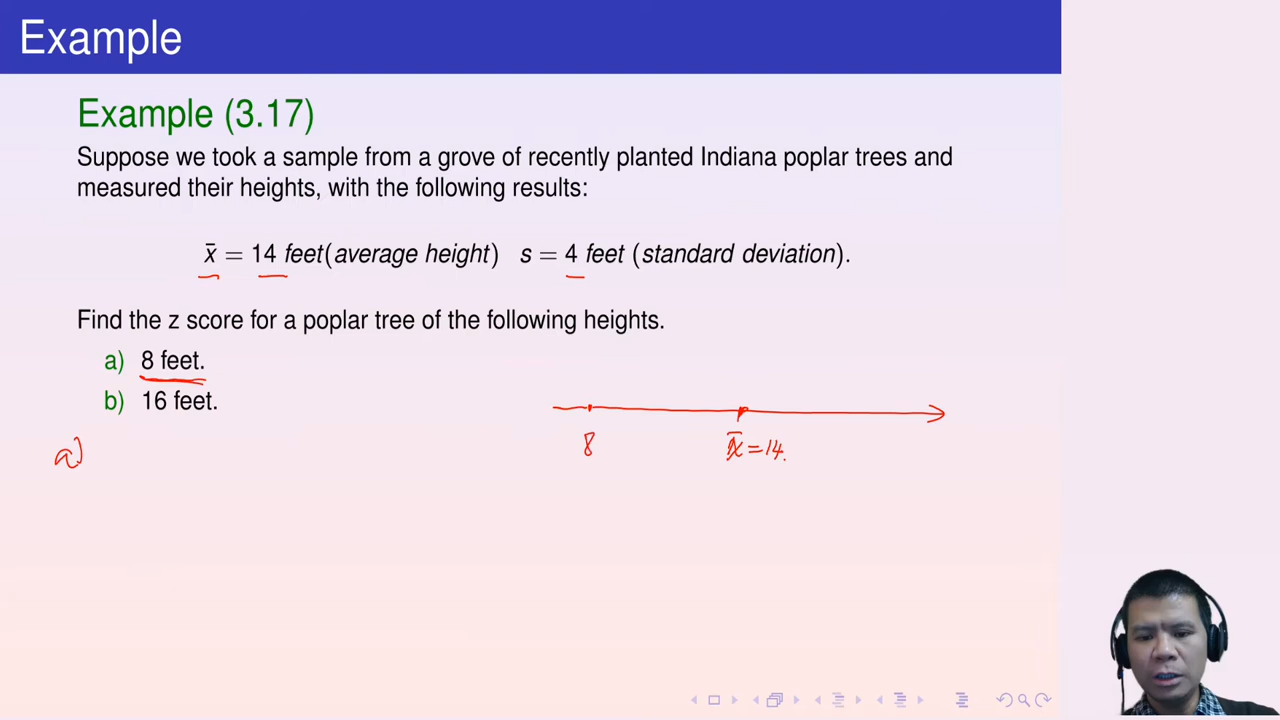 Example
Example (3.17)
Suppose we took a sample from a grove of recently planted Indiana poplar trees and
measured their heights, with the following results:
x̄ = 14 feet(average height) s = 4 feet (standard deviation).
Find the z score for a poplar tree of the following heights.
a) 8 feet.
b) 16 feet.
8 x̄=14.
a)